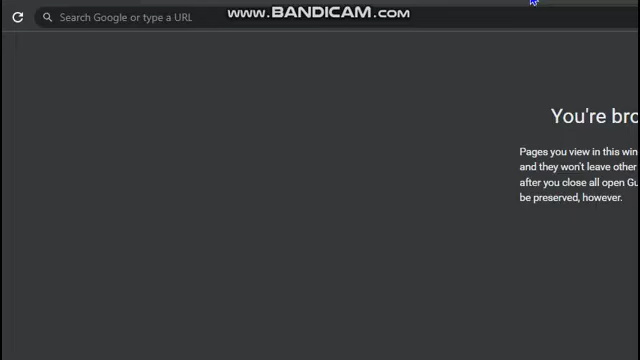 Search Google or type a URL
www.BANDICAM.com
You're bro
Pages you view in this win
and they won't leave other
after you close all open Gu
be preserved, however.